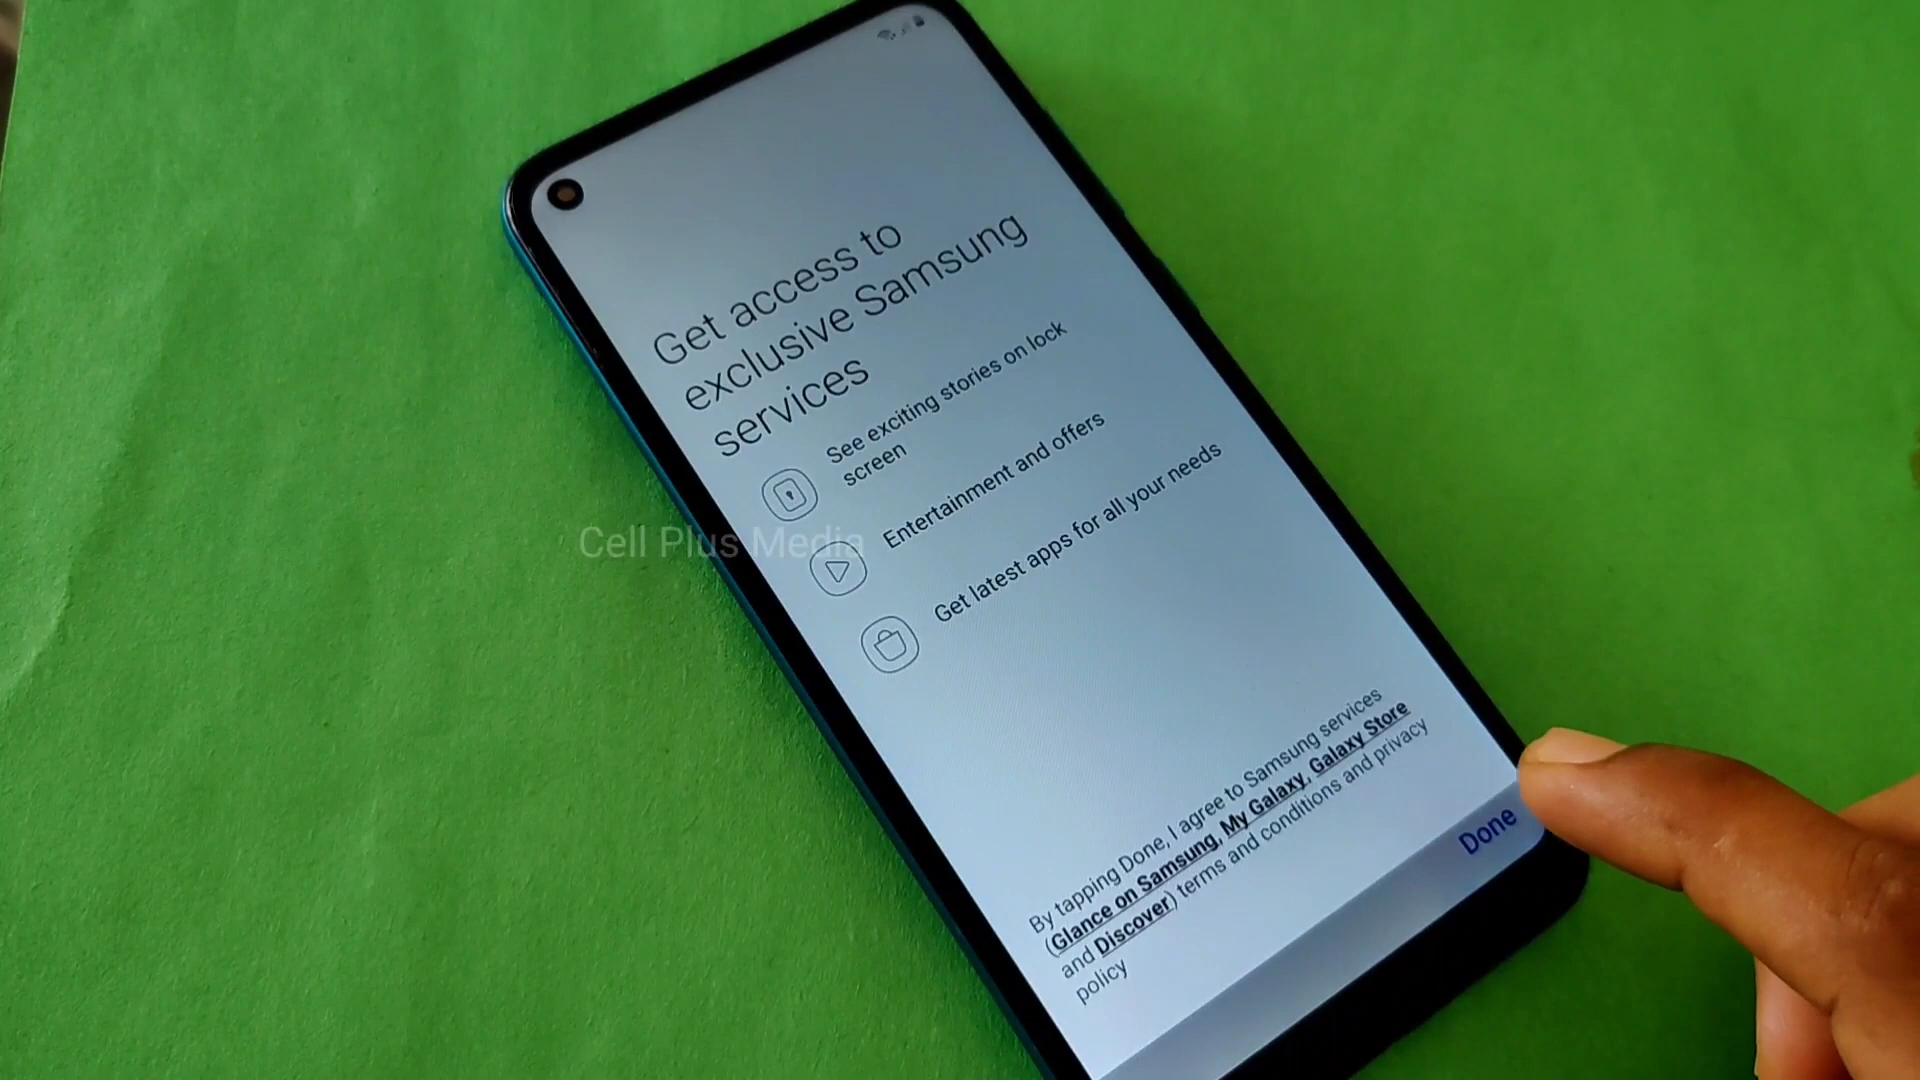 Get access to
exclusive Samsung
services
See exciting stories on lock
screen
Entertainment and offers
Get latest apps for all your needs
By tapping Done, I agree to Samsung services
(Glance on Samsung, My Galaxy, Galaxy Store
and Discover) terms and conditions and privacy
policy
Done
Cell Plus Media